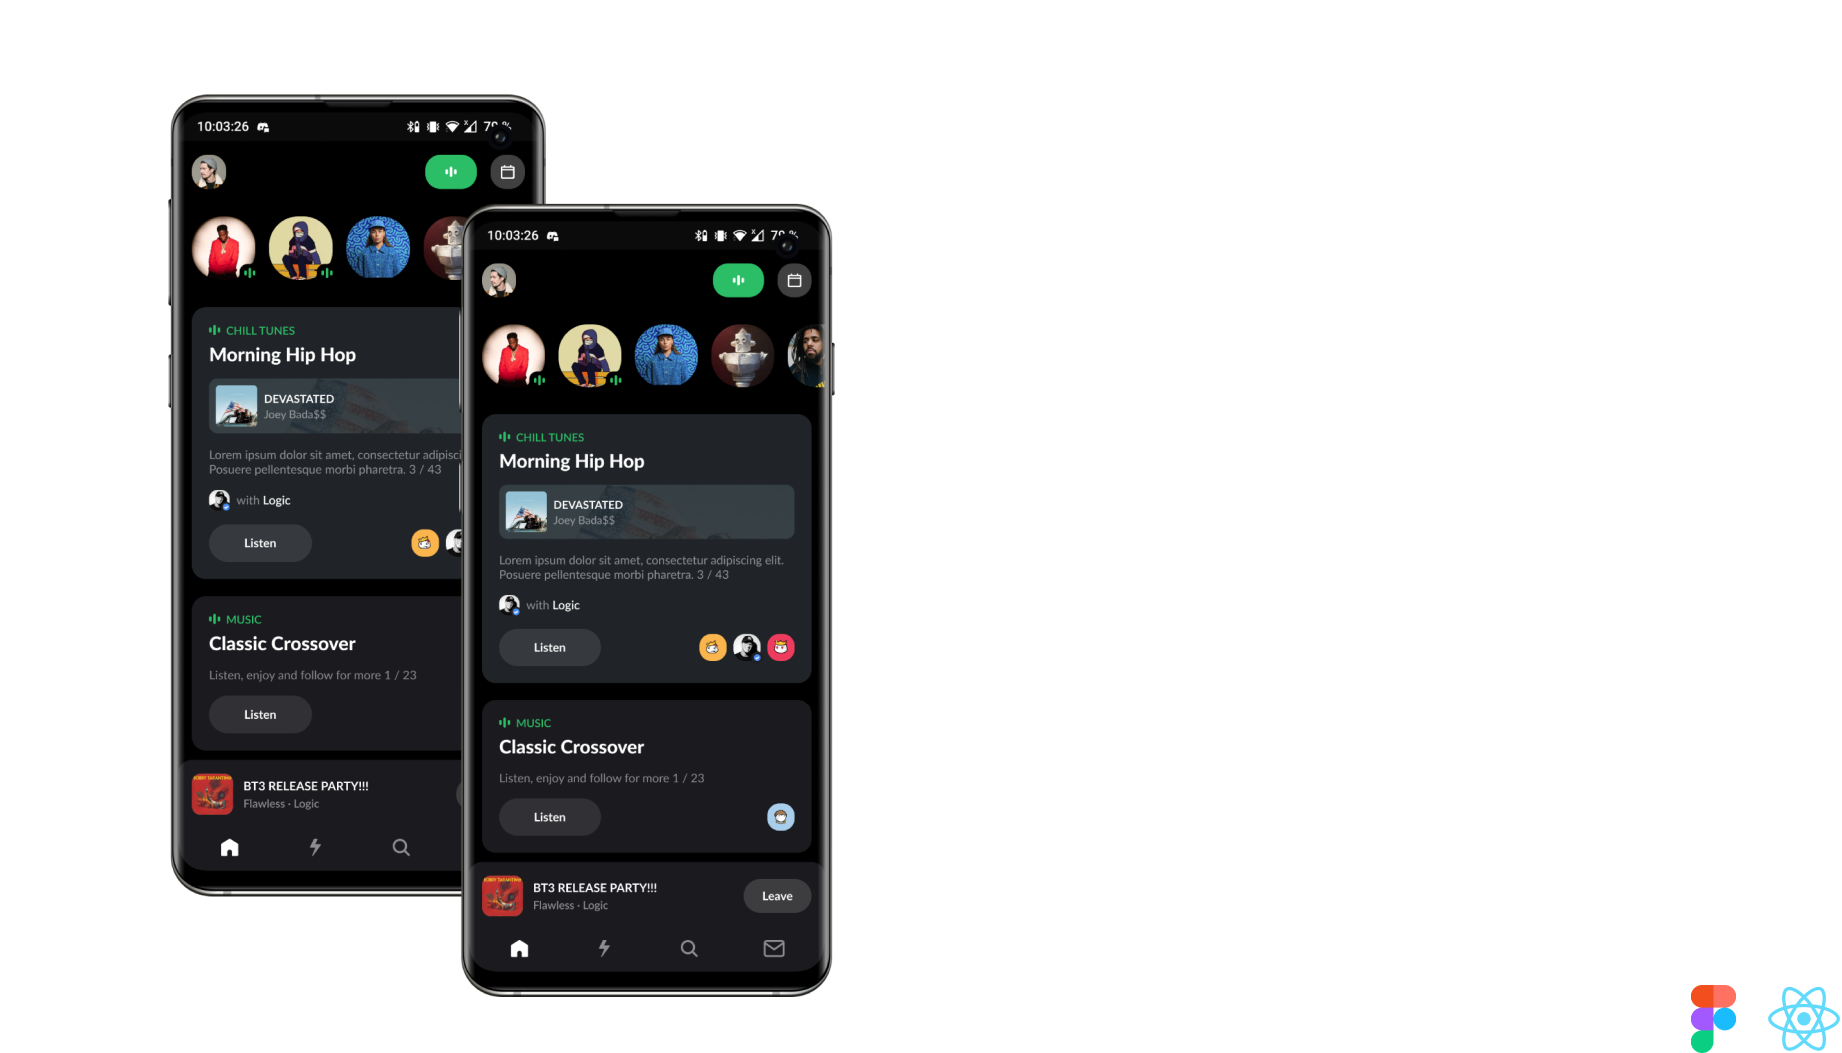 10:03:26
79 %
CHILL TUNES
Morning Hip Hop
DEVASTATED
Joey Bada$$
Lorem ipsum dolor sit amet, consectetur adipisci
Posuere pellentesque morbi pharetra. 3 / 43
with Logic
Listen
MUSIC
Classic Crossover
Listen, enjoy and follow for more 1 / 23
Listen
BT3 RELEASE PARTY!!!
Flawless · Logic
10:03:26
79 %
CHILL TUNES
Morning Hip Hop
DEVASTATED
Joey Bada$$
Lorem ipsum dolor sit amet, consectetur adipiscing elit.
Posuere pellentesque morbi pharetra. 3 / 43
with Logic
Listen
MUSIC
Classic Crossover
Listen, enjoy and follow for more 1 / 23
Listen
BT3 RELEASE PARTY!!!
Flawless · Logic
Leave